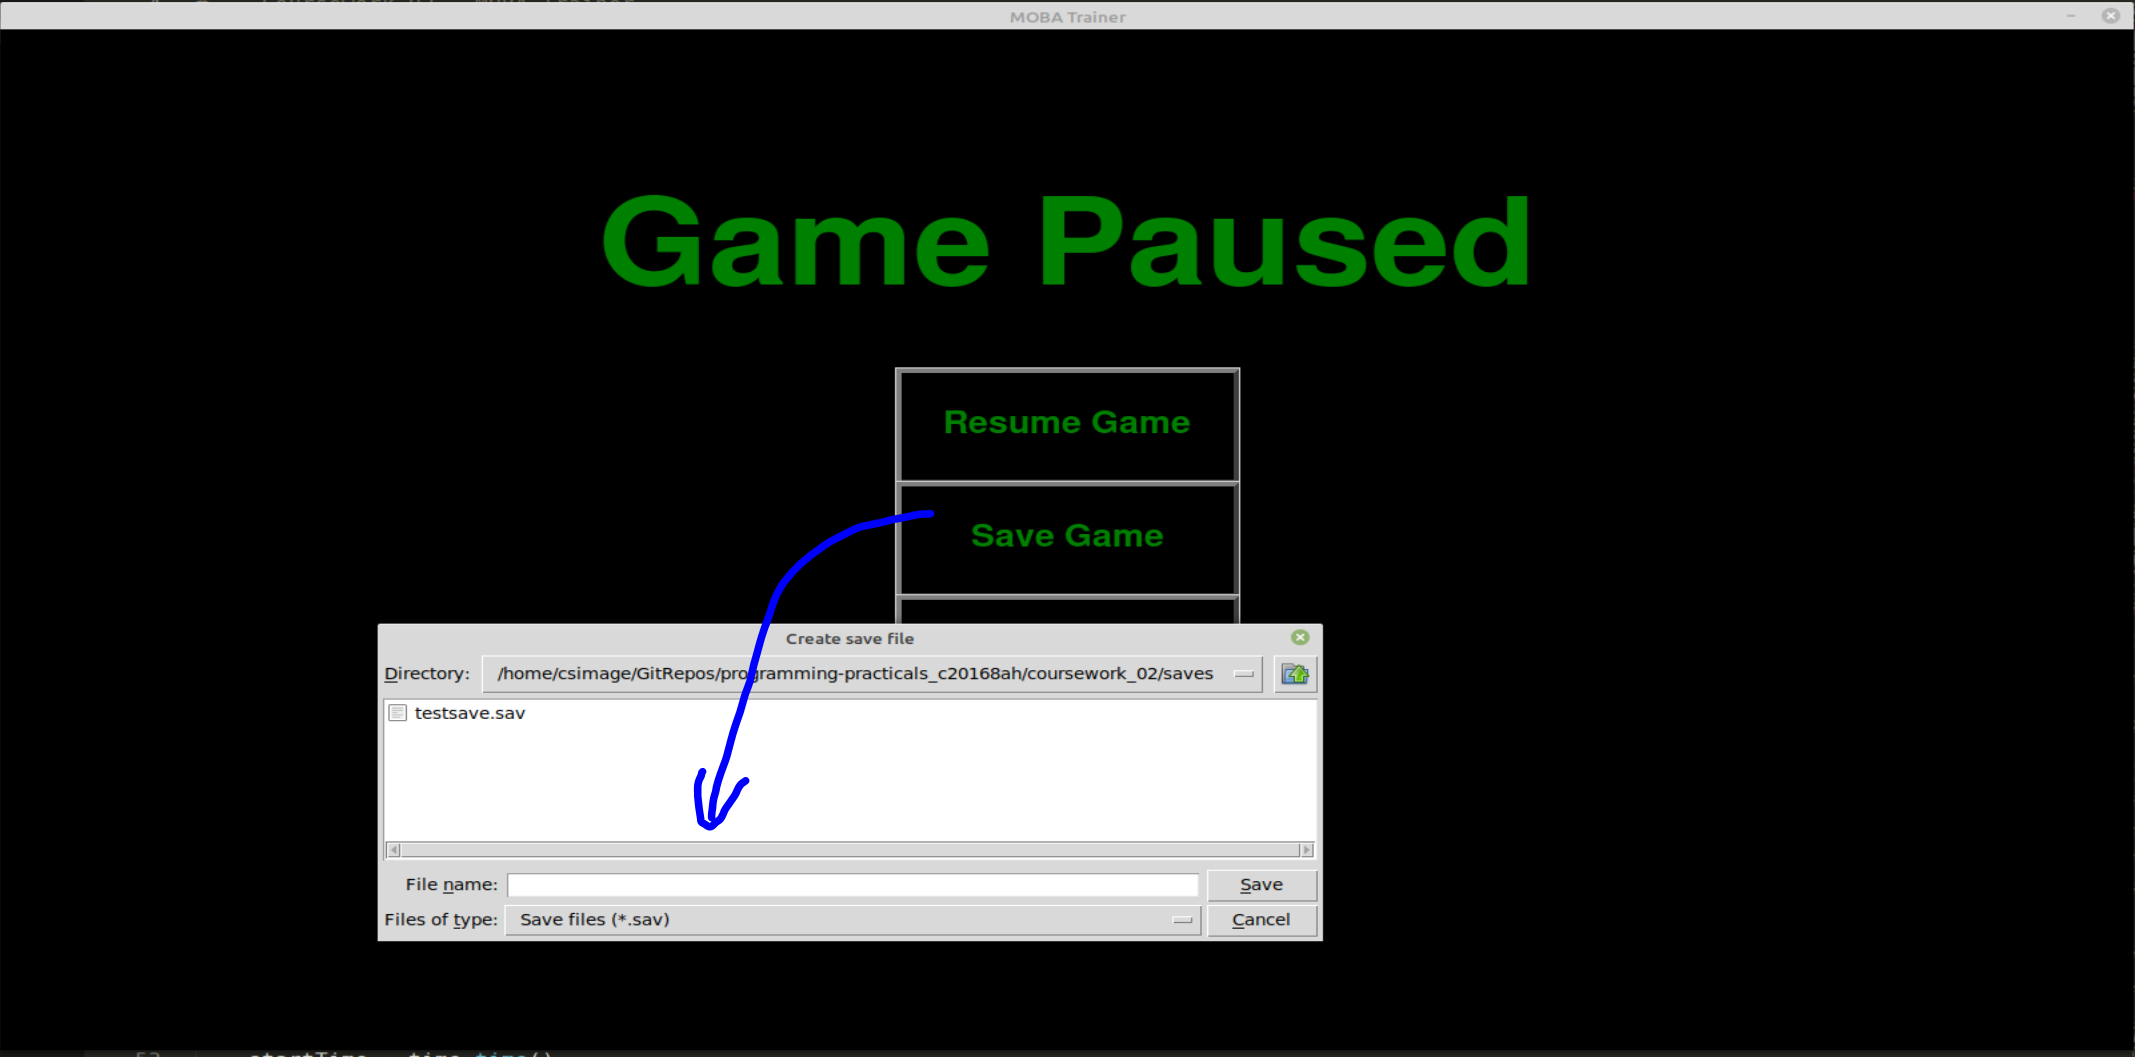 MOBA Trainer
Game Paused
Resume Game
Save Game
Create save file
Directory: /home/csimage/GitRepos/programming-practicals_c20168ah/coursework_02/saves
testsave.sav
File name: Save
Files of type: Save files (*.sav) Cancel
startTime time.time()